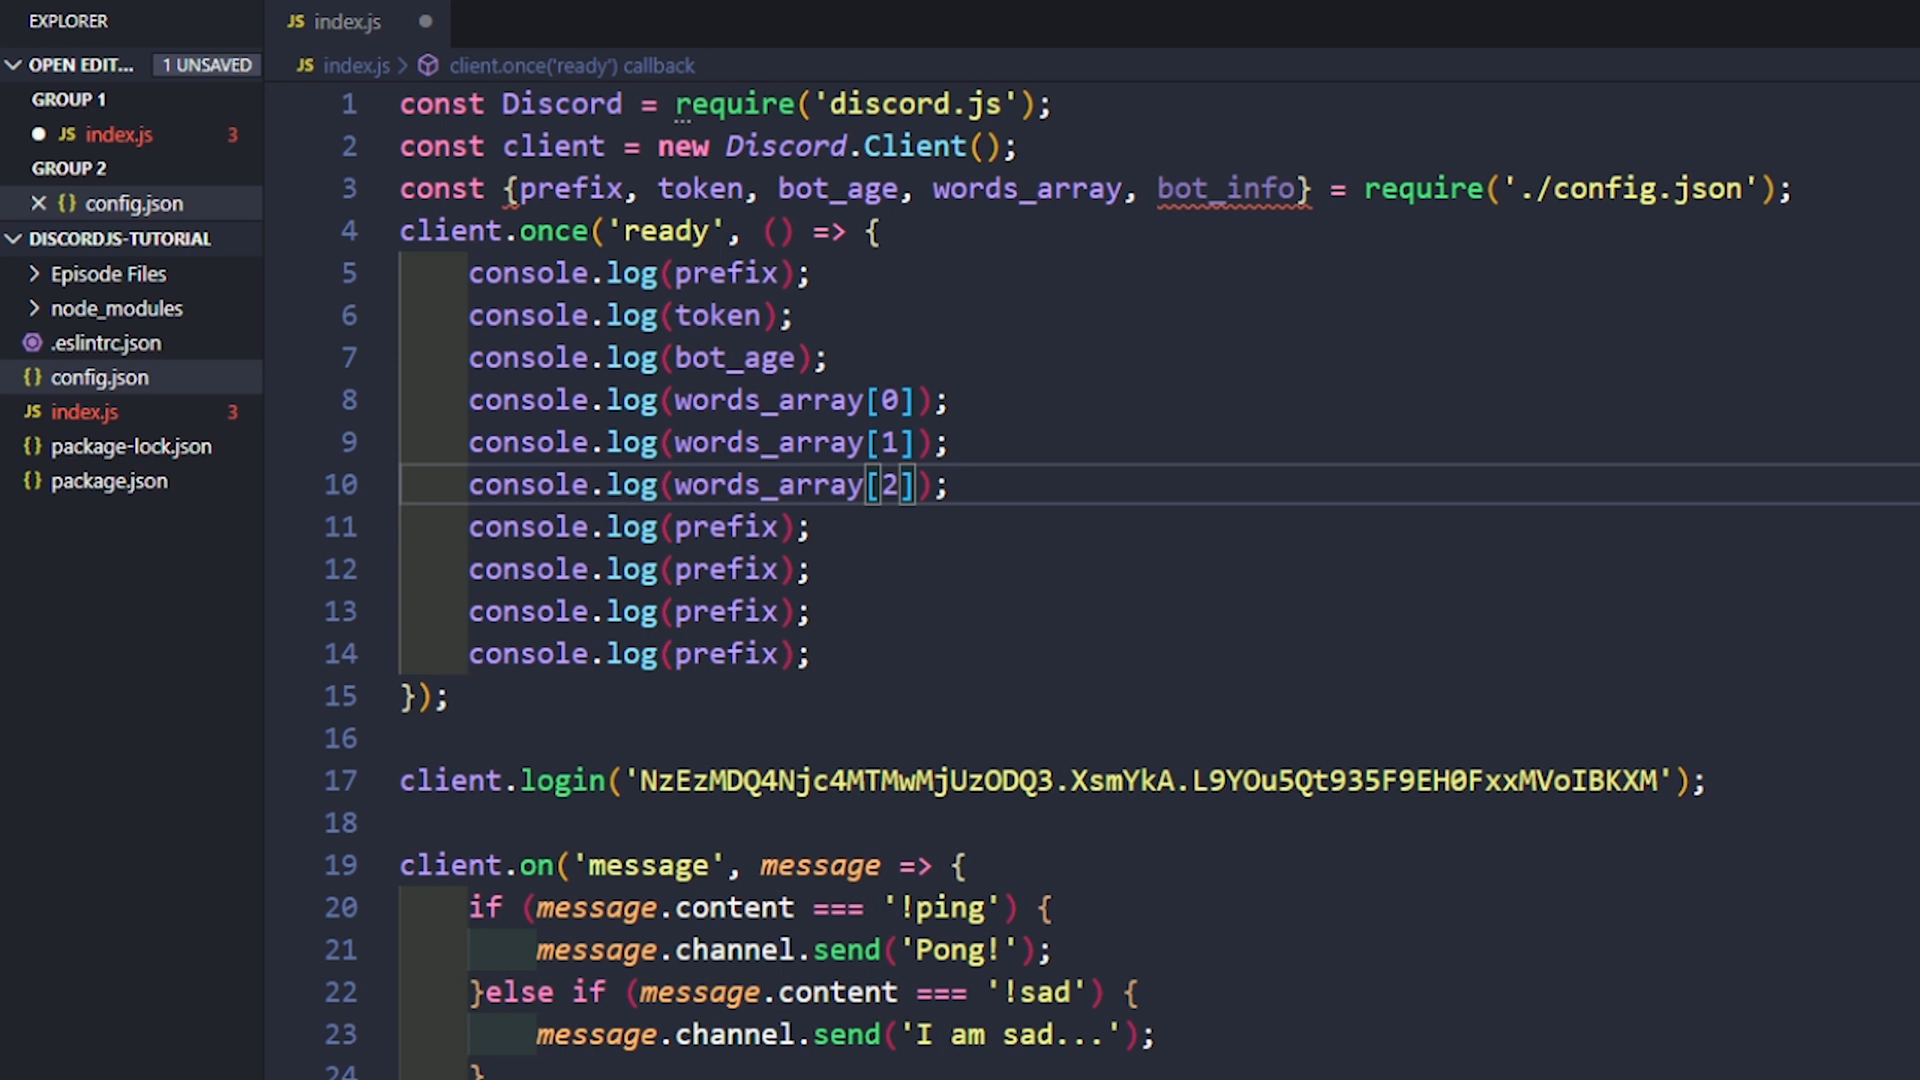 EXPLORER
OPEN EDIT... 1 UNSAVED
GROUP 1
JS index.js 3
GROUP 2
{} config.json
DISCORDJS-TUTORIAL
Episode Files
node_modules
.eslintrc.json
{} config.json
JS index.js 3
{} package-lock.json
{} package.json
JS index.js
JS index.js > client.once('ready') callback
1 const Discord = require('discord.js');
2 const client = new Discord.Client();
3 const {prefix, token, bot_age, words_array, bot_info} = require('./config.json');
4 client.once('ready', () => {
5 console.log(prefix);
6 console.log(token);
7 console.log(bot_age);
8 console.log(words_array[0]);
9 console.log(words_array[1]);
10 console.log(words_array[2]);
11 console.log(prefix);
12 console.log(prefix);
13 console.log(prefix);
14 console.log(prefix);
15 });
16
17 client.login('NzEzMDQ4Njc4MTMwMjUzODQ3.XsmYkA.L9YOu5Qt935F9EH0FxxMVoIBKXM');
18
19 client.on('message', message => {
20 if (message.content === '!ping') {
21 message.channel.send('Pong!');
22 }else if (message.content === '!sad') {
23 message.channel.send('I am sad...');
24 }